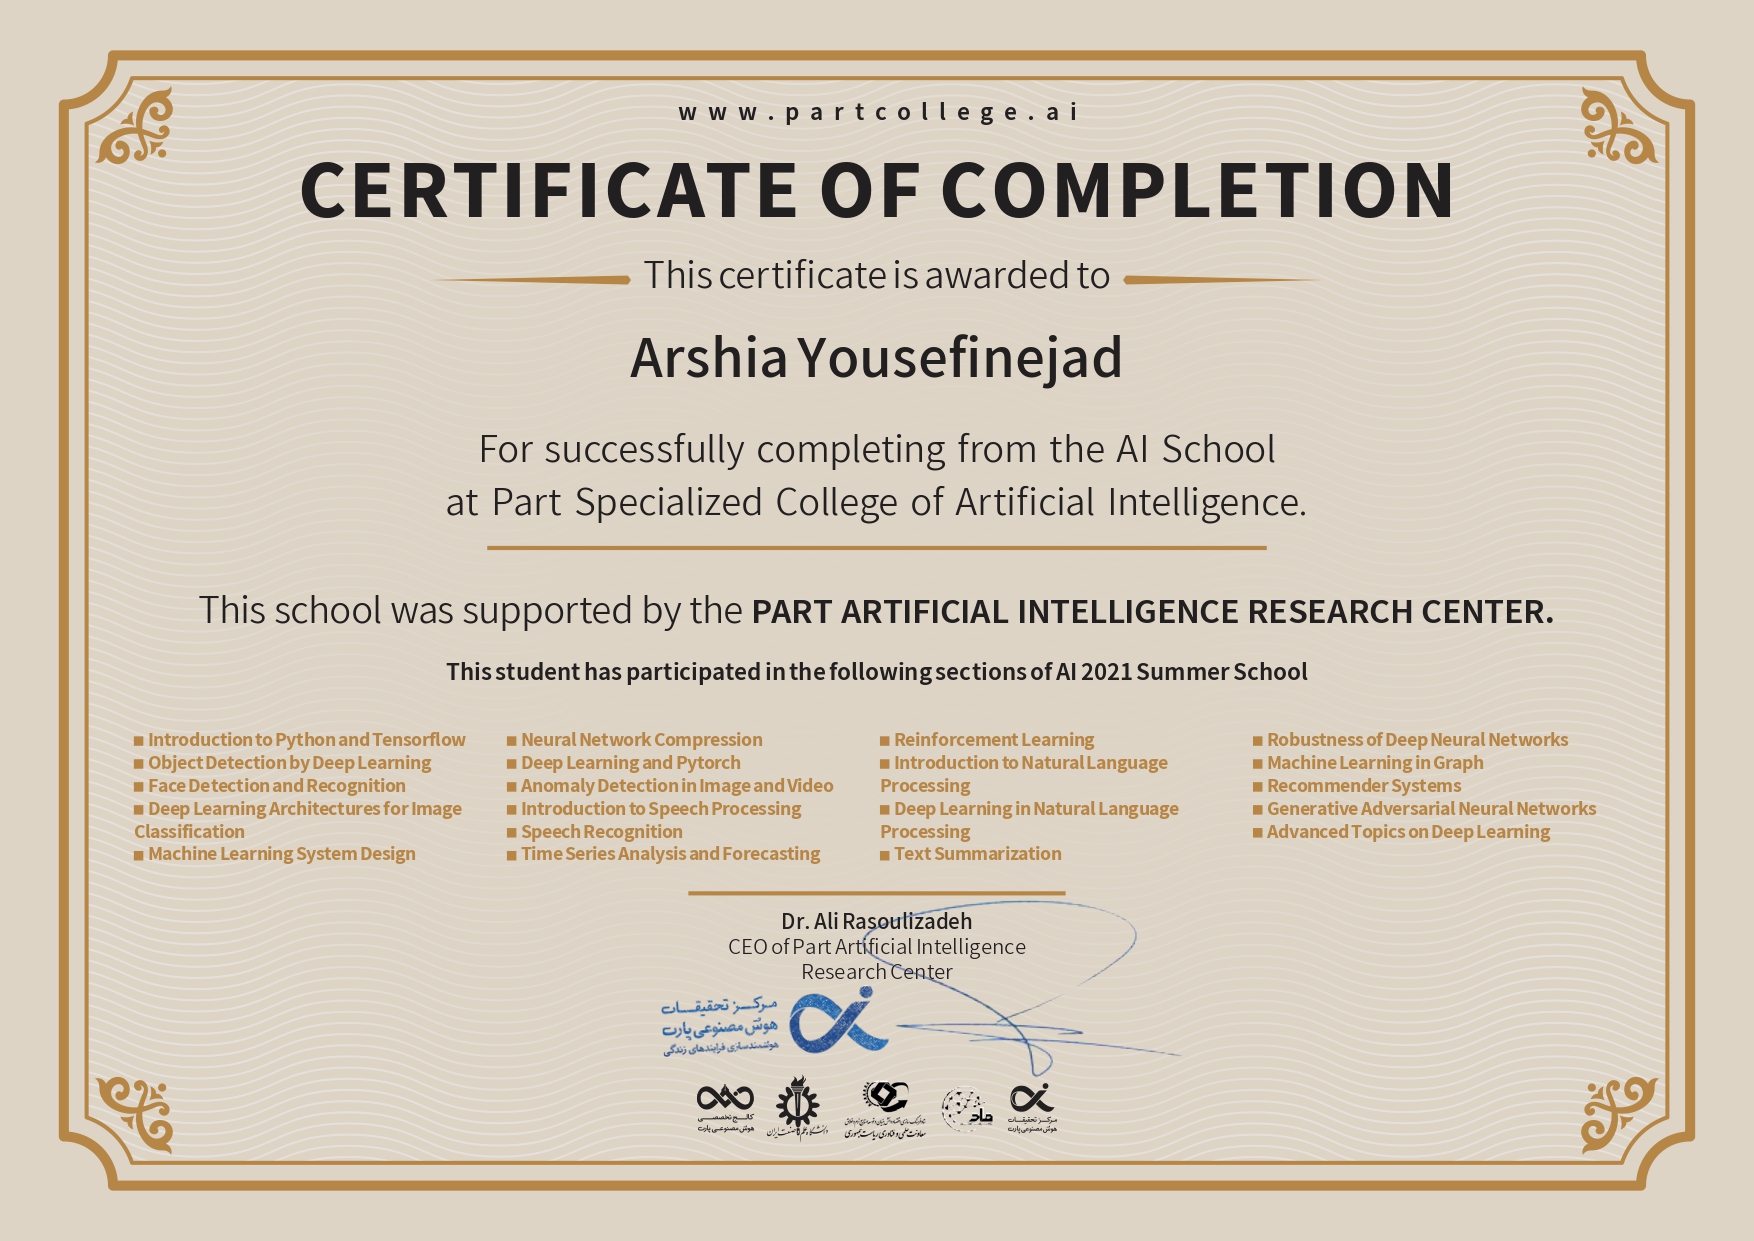 www.partcollege.ai
CERTIFICATE OF COMPLETION
This certificate is awarded to
Arshia Yousefinejad
For successfully completing from the AI School
at Part Specialized College of Artificial Intelligence.
This school was supported by the PART ARTIFICIAL INTELLIGENCE RESEARCH CENTER.
This student has participated in the following sections of AI 2021 Summer School
■ Introduction to Python and Tensorflow
■ Object Detection by Deep Learning
■ Face Detection and Recognition
■ Deep Learning Architectures for Image
Classification
■ Machine Learning System Design
■ Neural Network Compression
■ Deep Learning and Pytorch
■ Anomaly Detection in Image and Video
■ Introduction to Speech Processing
■ Speech Recognition
■ Time Series Analysis and Forecasting
■ Reinforcement Learning
■ Introduction to Natural Language
Processing
■ Deep Learning in Natural Language
Processing
■ Text Summarization
■ Robustness of Deep Neural Networks
■ Machine Learning in Graph
■ Recommender Systems
■ Generative Adversarial Neural Networks
■ Advanced Topics on Deep Learning
Dr. Ali Rasoulizadeh
CEO of Part Artificial Intelligence
Research Center
مرکز تحقیقات
هوش مصنوعی پارت
هوشمندسازی فرایندهای زندگی
کالج تخصصی
هوش مصنوعی پارت
دانشگاه علم و صنعت ایران
معاونت علمی و فناوری ریاست جمهوری
ماد
مرکز تحقیقات
هوش مصنوعی پارت